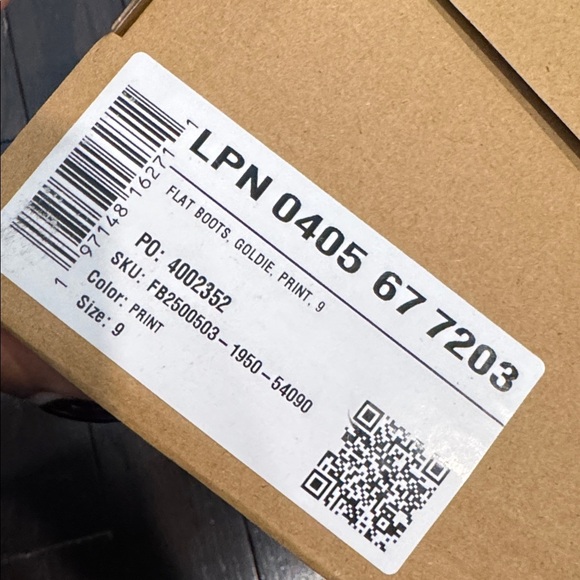 LPN 0405 67 7203
FLAT BOOTS, GOLDIE, PRINT, 9
PO: 4002352
SKU: FB2500503-1950-54090
Color: PRINT
Size: 9
1 97148 16271 1